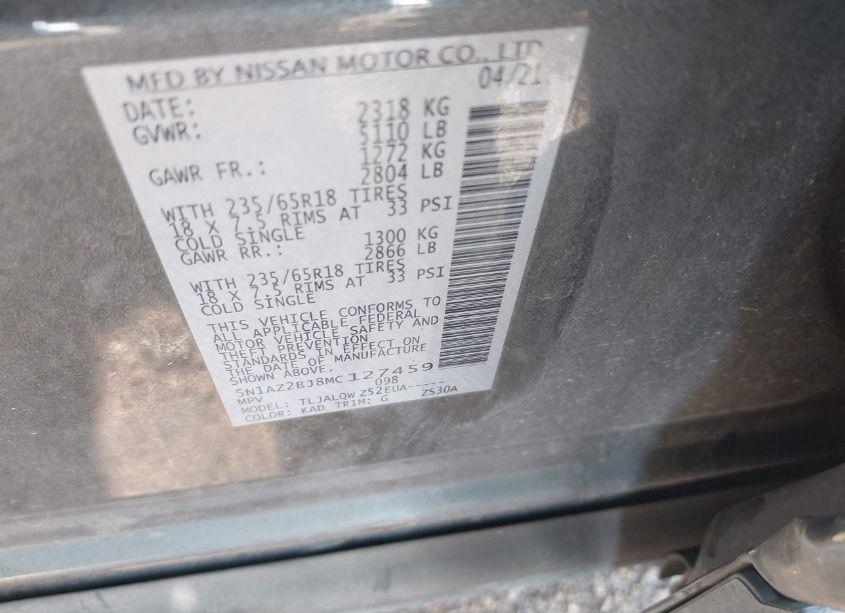 MFD BY NISSAN MOTOR CO., LTD
DATE: 04/21
GVWR: 2318 KG
5110 LB
GAWR FR.: 1272 KG
2804 LB
WITH 235/65R18 TIRES
18 X 7.5 RIMS AT 33 PSI
COLD SINGLE
GAWR RR.: 1300 KG
2866 LB
WITH 235/65R18 TIRES
18 X 7.5 RIMS AT 33 PSI
COLD SINGLE
THIS VEHICLE CONFORMS TO
ALL APPLICABLE FEDERAL
MOTOR VEHICLE SAFETY AND
THEFT PREVENTION
STANDARDS IN EFFECT ON
THE DATE OF MANUFACTURE
SHOWN ABOVE.
5N1AZ2BJ8MC127459
MPV 098
MODEL: TLJALQW Z52EUA-----
COLOR: KAD TRIM: G Z530A